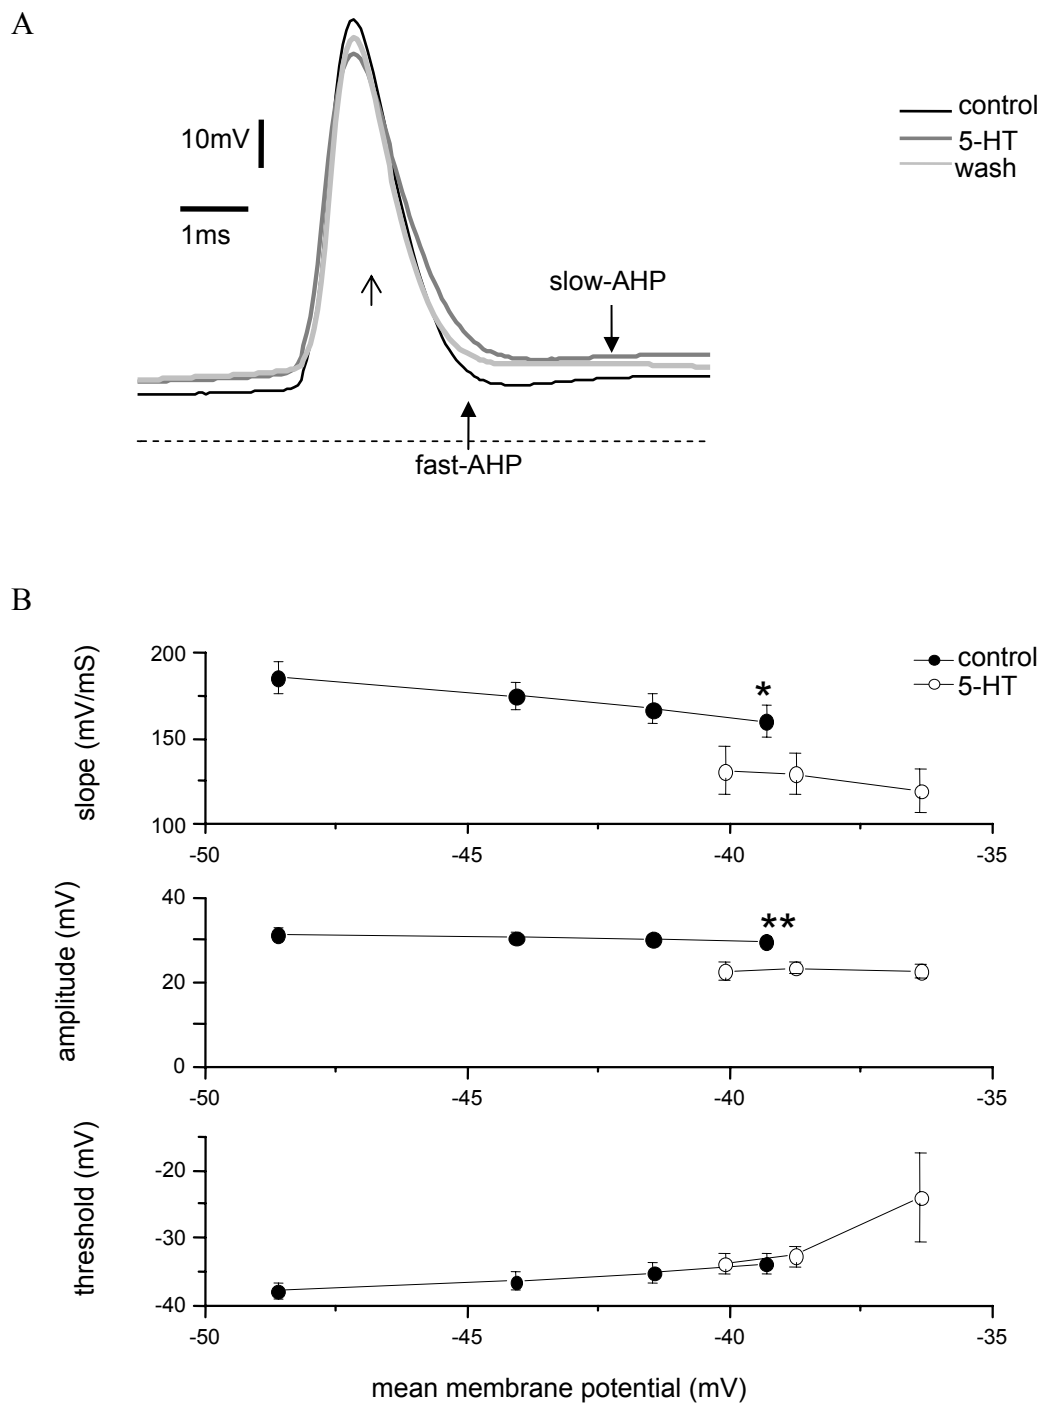 A
control
5-HT
wash
10mV
1ms
slow-AHP
fast-AHP
B
control
5-HT
slope (mV/mS)
200
150
100
*
-50 -45 -40 -35
amplitude (mV)
40
20
0
**
-50 -45 -40 -35
threshold (mV)
-20
-30
-40
-50 -45 -40 -35
mean membrane potential (mV)